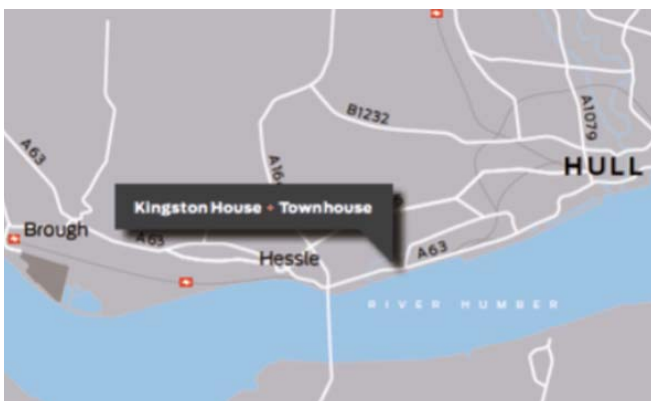 B1232
A1079
A63
HULL
A16
Kingston House + Townhouse
Brough
A63
Hessle
A63
RIVER HUMBER